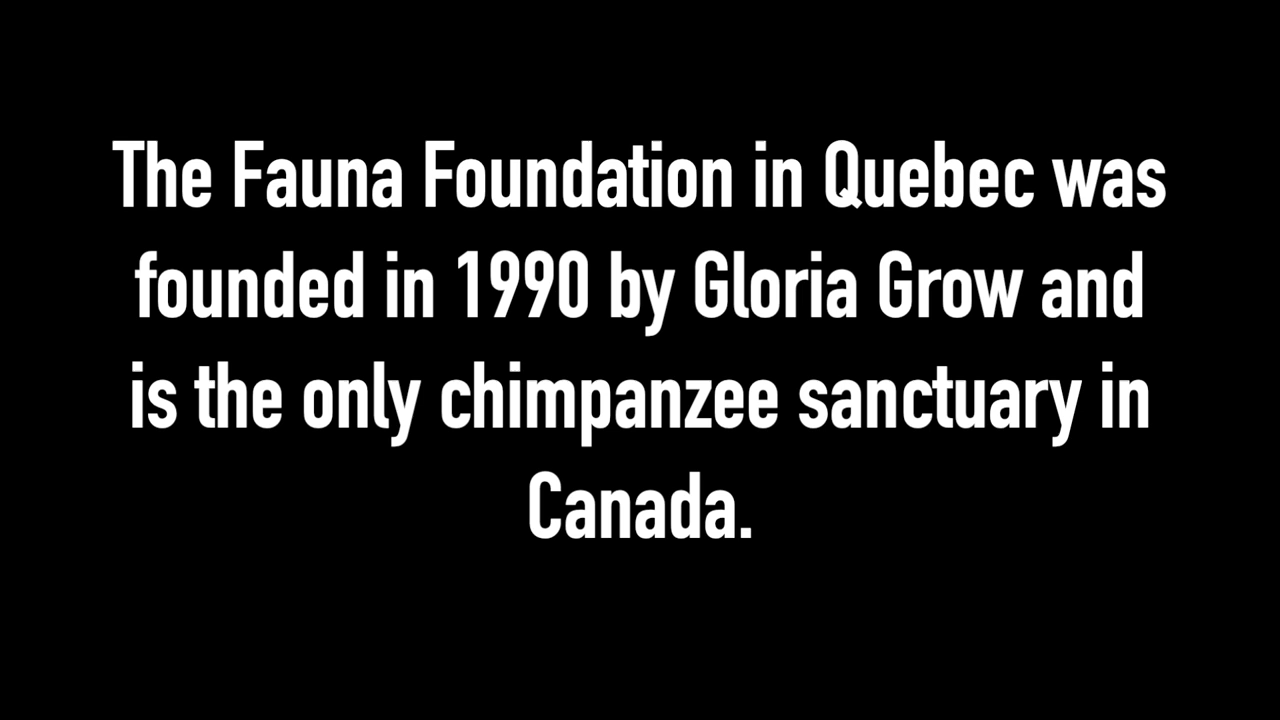 The Fauna Foundation in Quebec was
founded in 1990 by Gloria Grow and
is the only chimpanzee sanctuary in
Canada.